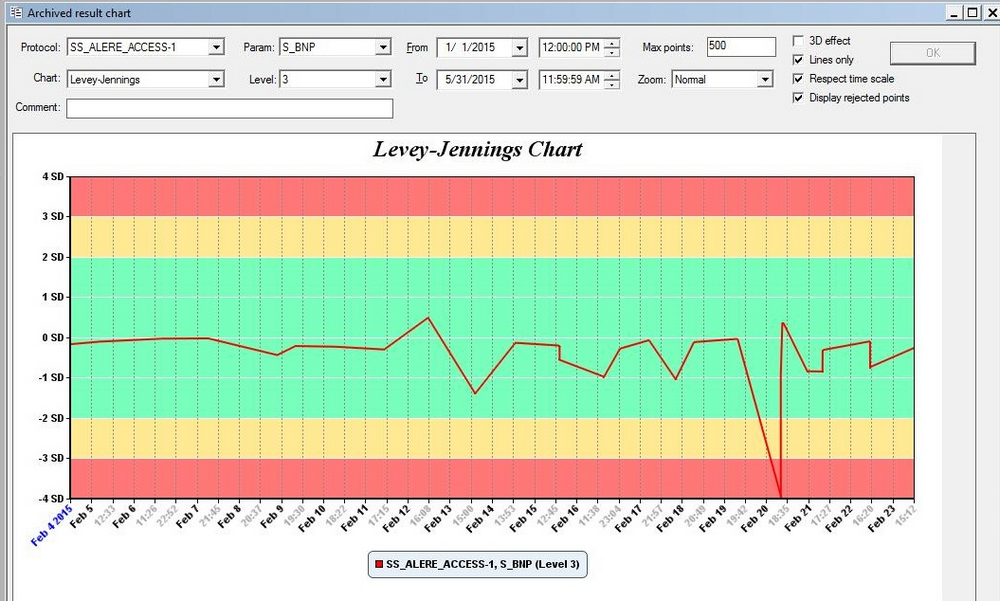 Archived result chart
Protocol: SS_ALERE_ACCESS-1 Param: S_BNP From 1/ 1/2015 12:00:00 PM Max points: 500 3D effect OK
Lines only
Chart: Levey-Jennings Level: 3 To 5/31/2015 11:59:59 AM Zoom: Normal Respect time scale
Display rejected points
Comment:
Levey-Jennings Chart
4 SD
3 SD
2 SD
1 SD
0 SD
-1 SD
-2 SD
-3 SD
-4 SD
Feb 4 2015 Feb 5 12:33 Feb 6 11:26 22:52 Feb 7 21:45 Feb 8 20:37 Feb 9 19:30 Feb 10 18:22 Feb 11 17:15 Feb 12 16:08 Feb 13 15:00 Feb 14 13:53 Feb 15 12:45 Feb 16 11:38 23:04 Feb 17 21:57 Feb 18 20:49 Feb 19 19:42 Feb 20 18:35 Feb 21 17:27 Feb 22 16:20 Feb 23 15:12
SS_ALERE_ACCESS-1, S_BNP (Level 3)